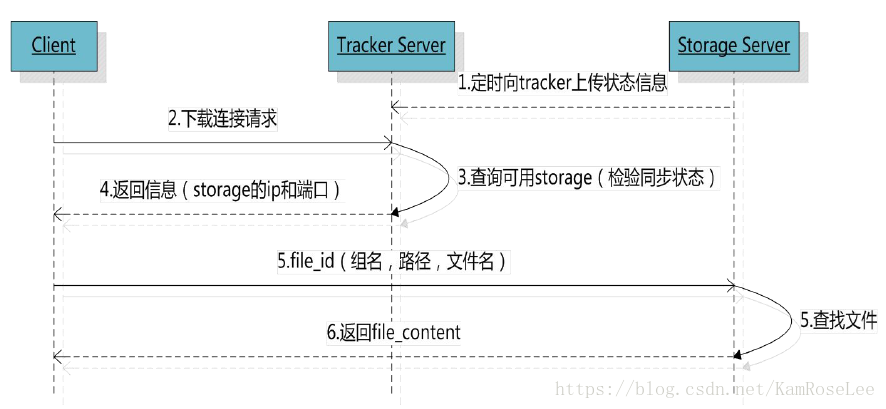 Client
Tracker Server
Storage Server
1.定时向tracker上传状态信息
2.下载连接请求
3.查询可用storage（检验同步状态）
4.返回信息（storage的ip和端口）
5.file_id（组名，路径，文件名）
5.查找文件
6.返回file_content
https://blog.csdn.net/KamRoseLee